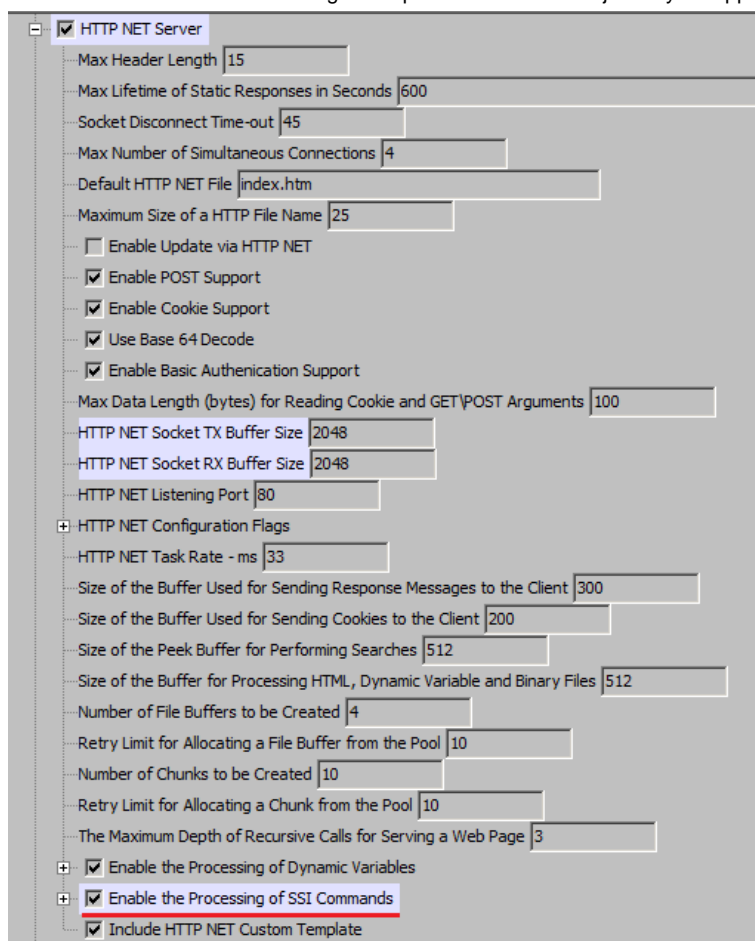 HTTP NET Server
Max Header Length 15
Max Lifetime of Static Responses in Seconds 600
Socket Disconnect Time-out 45
Max Number of Simultaneous Connections 4
Default HTTP NET File index.htm
Maximum Size of a HTTP File Name 25
Enable Update via HTTP NET
Enable POST Support
Enable Cookie Support
Use Base 64 Decode
Enable Basic Authenication Support
Max Data Length (bytes) for Reading Cookie and GET\POST Arguments 100
HTTP NET Socket TX Buffer Size 2048
HTTP NET Socket RX Buffer Size 2048
HTTP NET Listening Port 80
HTTP NET Configuration Flags
HTTP NET Task Rate - ms 33
Size of the Buffer Used for Sending Response Messages to the Client 300
Size of the Buffer Used for Sending Cookies to the Client 200
Size of the Peek Buffer for Performing Searches 512
Size of the Buffer for Processing HTML, Dynamic Variable and Binary Files 512
Number of File Buffers to be Created 4
Retry Limit for Allocating a File Buffer from the Pool 10
Number of Chunks to be Created 10
Retry Limit for Allocating a Chunk from the Pool 10
The Maximum Depth of Recursive Calls for Serving a Web Page 3
Enable the Processing of Dynamic Variables
Enable the Processing of SSI Commands
Include HTTP NET Custom Template